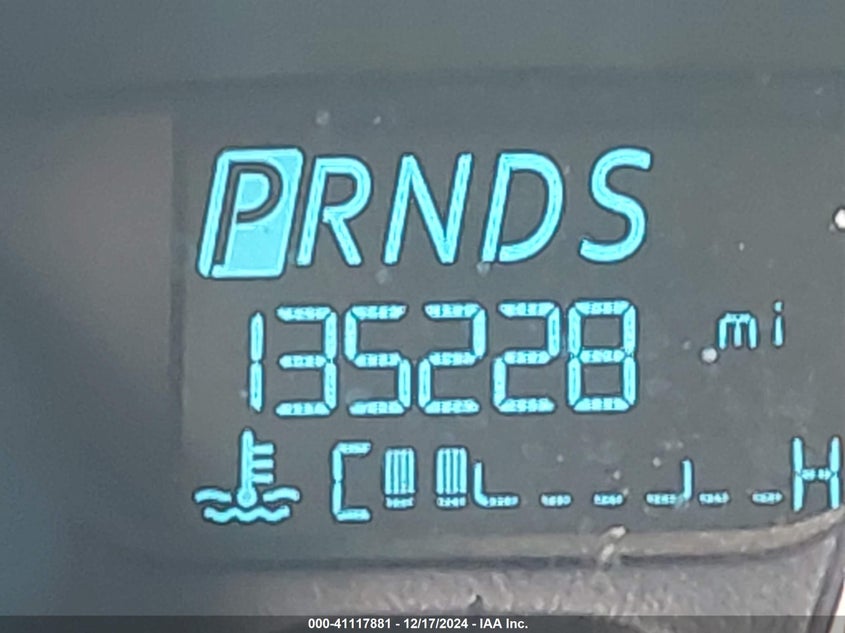 PRNDS
135228 mi
C H
000-41117881 - 12/17/2024 - IAA Inc.